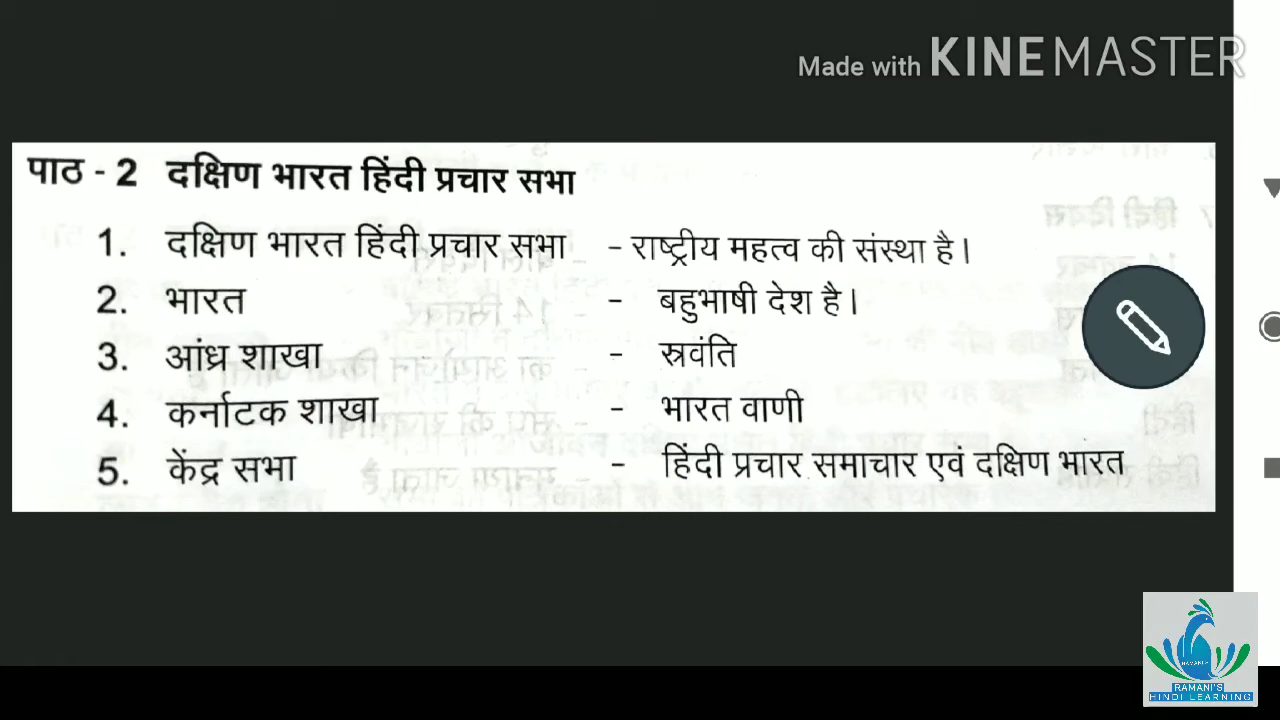 Made with KINEMASTER
पाठ - 2 दक्षिण भारत हिंदी प्रचार सभा
1. दक्षिण भारत हिंदी प्रचार सभा - राष्ट्रीय महत्व की संस्था है।
2. भारत - बहुभाषी देश है।
3. आंध्र शाखा - स्रवंति
4. कर्नाटक शाखा - भारत वाणी
5. केंद्र सभा - हिंदी प्रचार समाचार एवं दक्षिण भारत
RAMANI'S
HINDI LEARNING